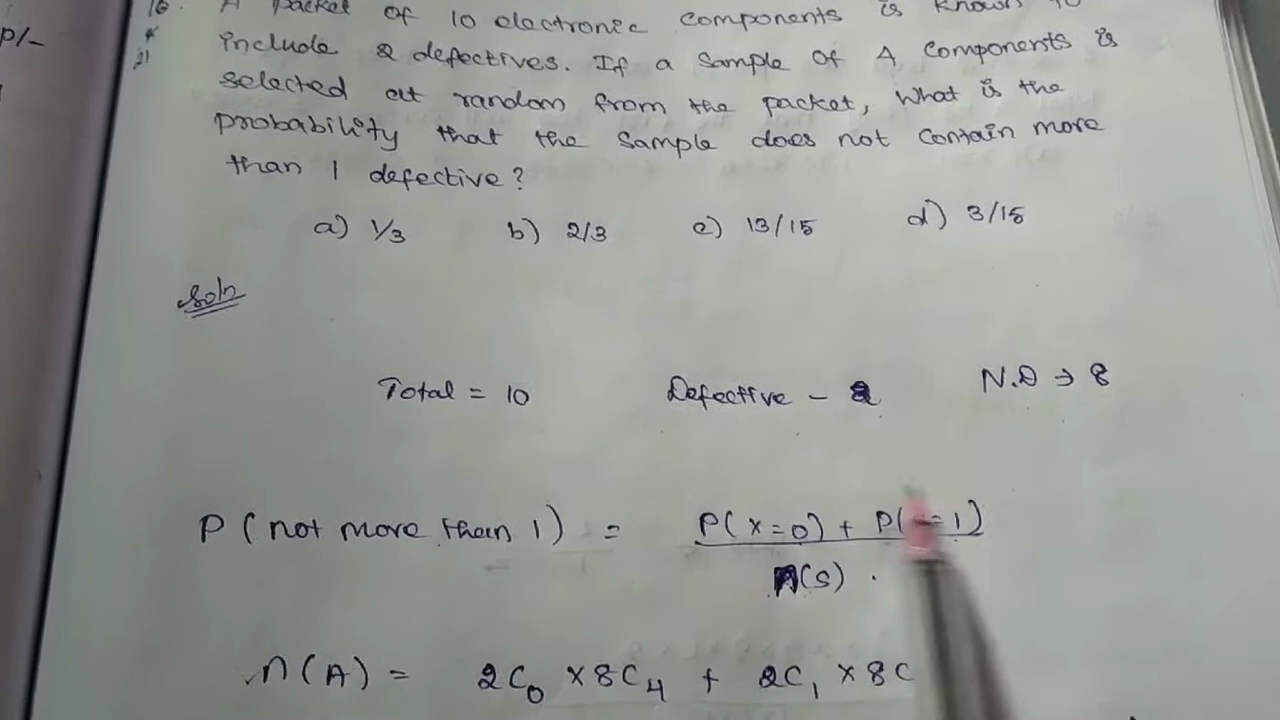 16. A packet of 10 electronic components is known to
include 2 defectives. If a sample of 4 components is
selected at random from the packet, what is the
probability that the sample does not contain more
than 1 defective?
a) 1/3 b) 2/3 c) 13/15 d) 3/15
Soln
Total = 10 Defective - 2 N.D → 8
P (not more than 1) = P(x=0) + P( =1)
n(S) .
n(A) = 2C0 × 8C4 + 2C1 × 8C
P/-
21